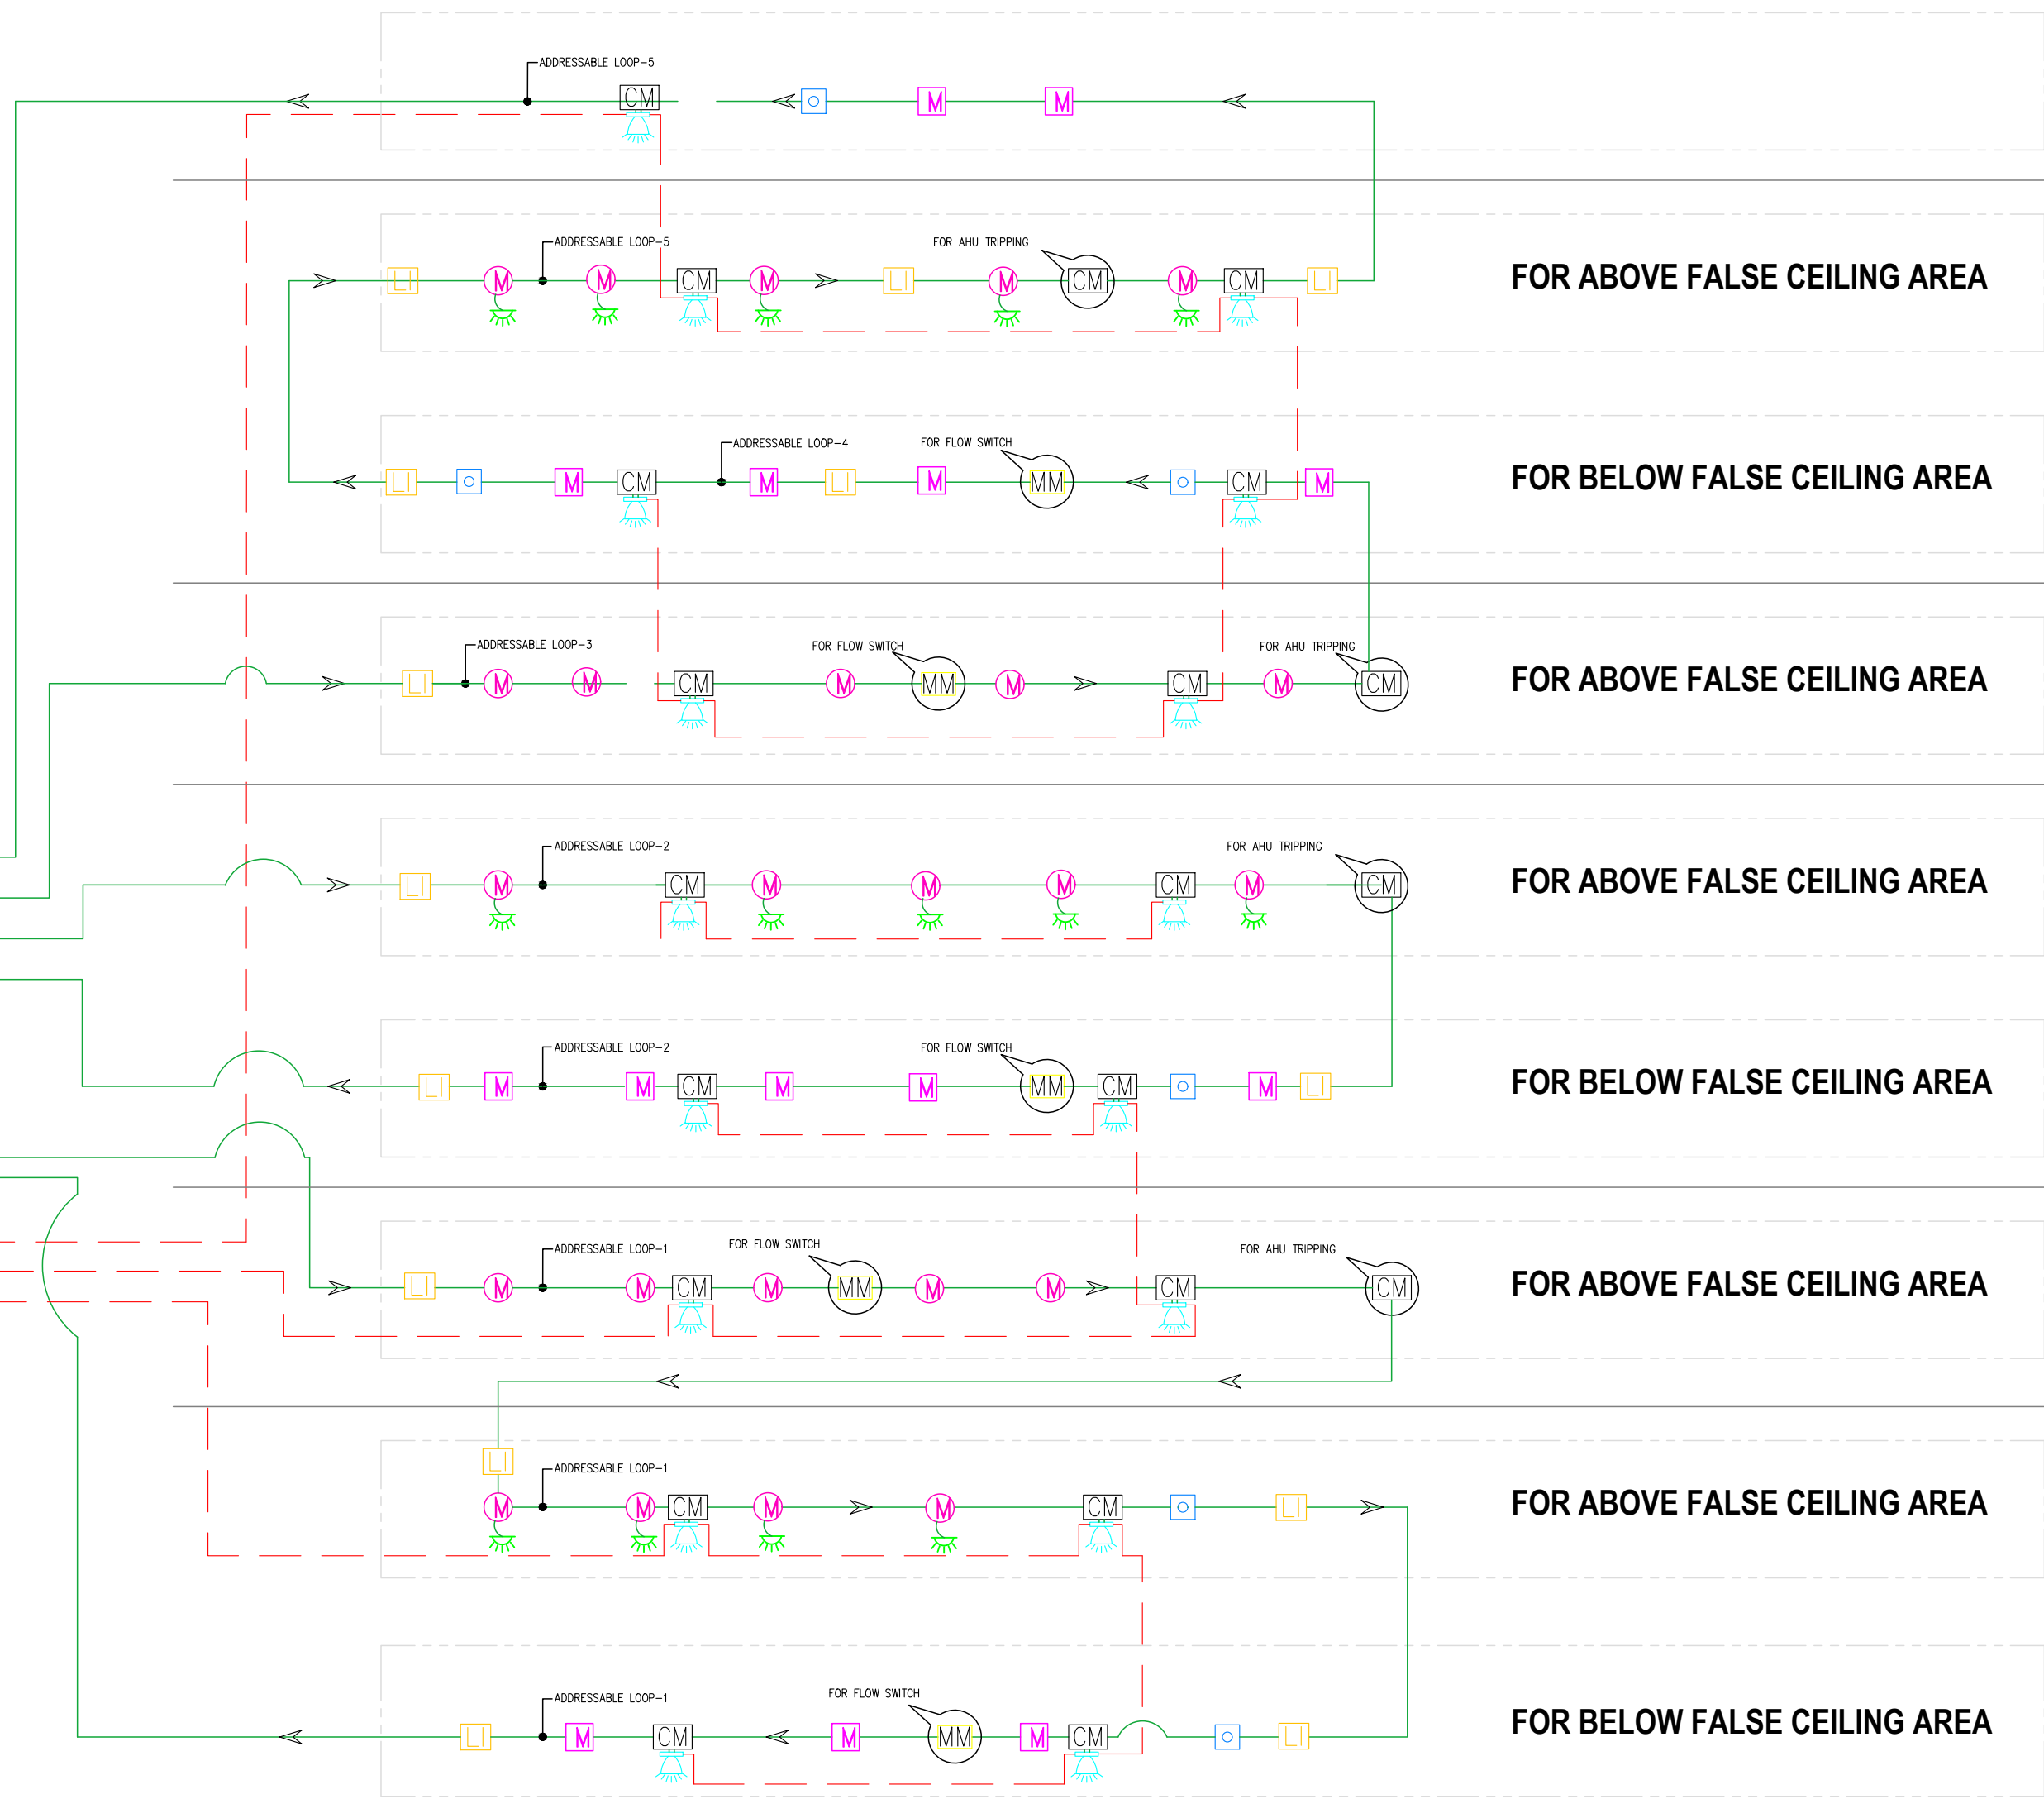 ADDRESSABLE LOOP-5
CM M M
ADDRESSABLE LOOP-5
FOR AHU TRIPPING
LI M M CM M LI M CM M CM LI
FOR ABOVE FALSE CEILING AREA
ADDRESSABLE LOOP-4
FOR FLOW SWITCH
LI M CM M LI M MM CM M
FOR BELOW FALSE CEILING AREA
ADDRESSABLE LOOP-3
FOR FLOW SWITCH
FOR AHU TRIPPING
LI M M CM M MM M CM M CM
FOR ABOVE FALSE CEILING AREA
ADDRESSABLE LOOP-2
FOR AHU TRIPPING
LI M CM M M M CM M CM
FOR ABOVE FALSE CEILING AREA
ADDRESSABLE LOOP-2
FOR FLOW SWITCH
LI M M CM M M MM CM M LI
FOR BELOW FALSE CEILING AREA
ADDRESSABLE LOOP-1
FOR FLOW SWITCH
FOR AHU TRIPPING
LI M M CM M MM M M CM CM
FOR ABOVE FALSE CEILING AREA
LI
ADDRESSABLE LOOP-1
M M CM M M CM LI
FOR ABOVE FALSE CEILING AREA
ADDRESSABLE LOOP-1
FOR FLOW SWITCH
LI M CM M MM M CM LI
FOR BELOW FALSE CEILING AREA